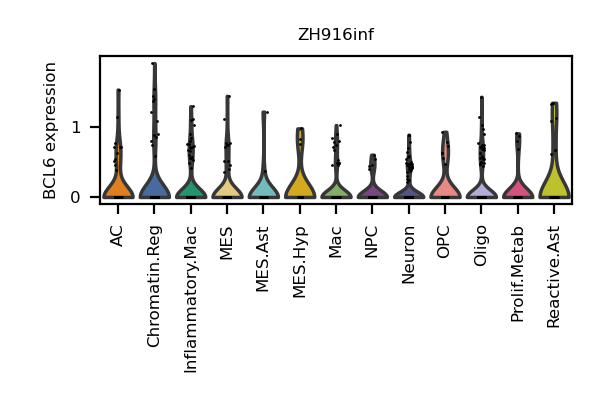 ZH916inf
BCL6 expression
1
0
AC
Chromatin.Reg
Inflammatory.Mac
MES
MES.Ast
MES.Hyp
Mac
NPC
Neuron
OPC
Oligo
Prolif.Metab
Reactive.Ast